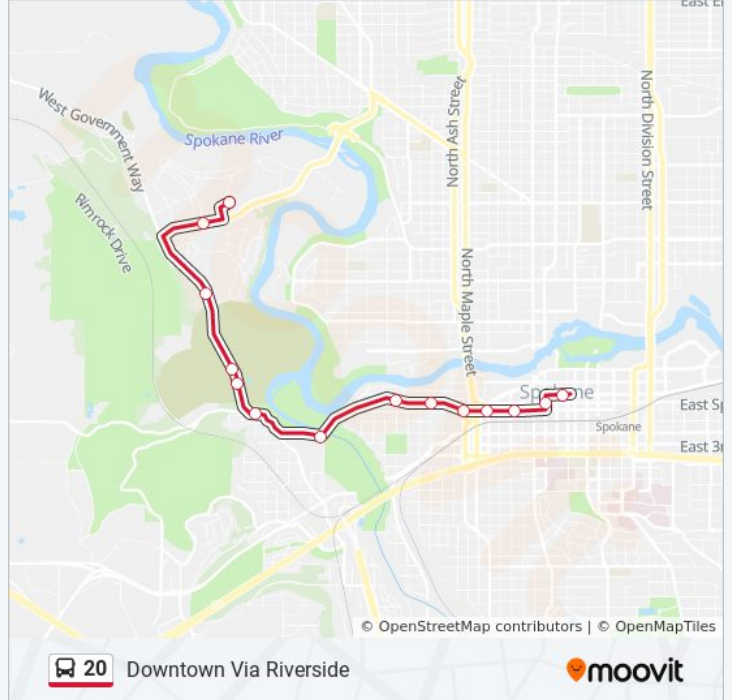 East E
West Government Way
Spokane River
North Ash Street
North Division Street
Rimrock Drive
North Maple Street
Spokane
East Sp
Spokane
East 3r
© OpenStreetMap contributors | © OpenMapTiles
20 Downtown Via Riverside
moovit